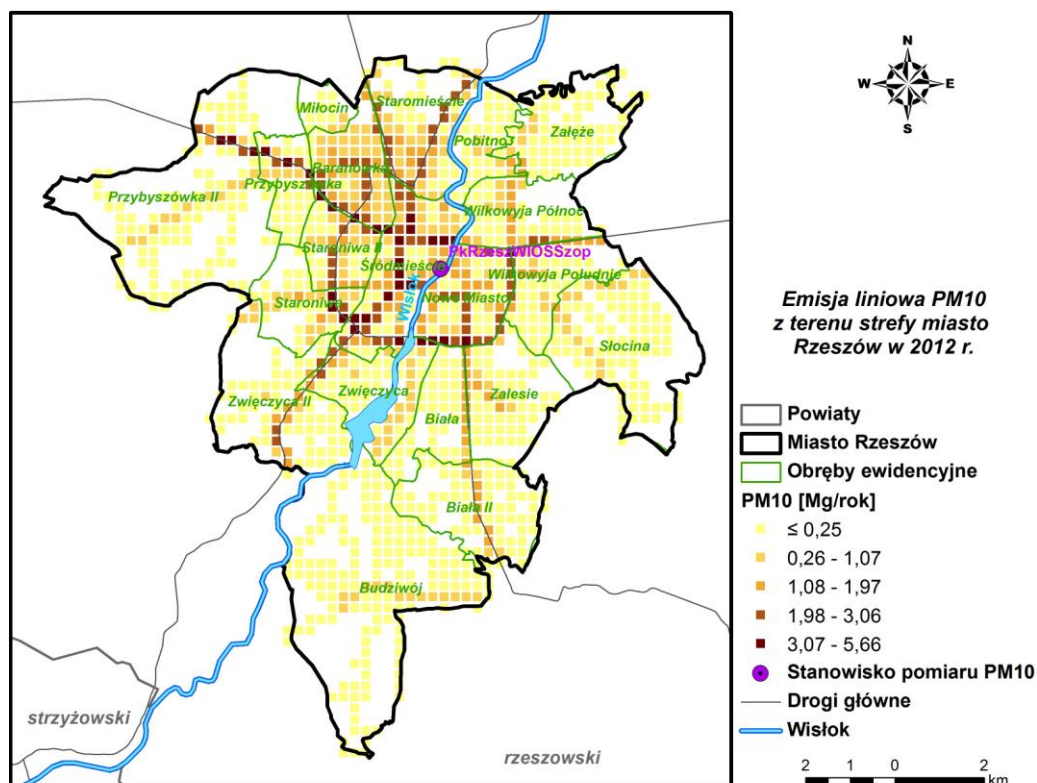 N
W E
S
Miłocin
Staromieście
Pobitno
Załęże
Baranówka
Przybyszówka
Przybyszówka II
Wilkowyja Północ
PkRzeszWIOSSzop
Staroniwa II
Śródmieście
Wilkowyja Południe
Staroniwa
Wisłok
Nowe Miasto
Słocina
Zwięczyca
Zwięczyca II
Zalesie
Biała
Biała II
Budziwój
strzyżowski
rzeszowski
Emisja liniowa PM10
z terenu strefy miasto
Rzeszów w 2012 r.
Powiaty
Miasto Rzeszów
Obręby ewidencyjne
PM10 [Mg/rok]
≤ 0,25
0,26 - 1,07
1,08 - 1,97
1,98 - 3,06
3,07 - 5,66
Stanowisko pomiaru PM10
Drogi główne
Wisłok
2 1 0 2
km